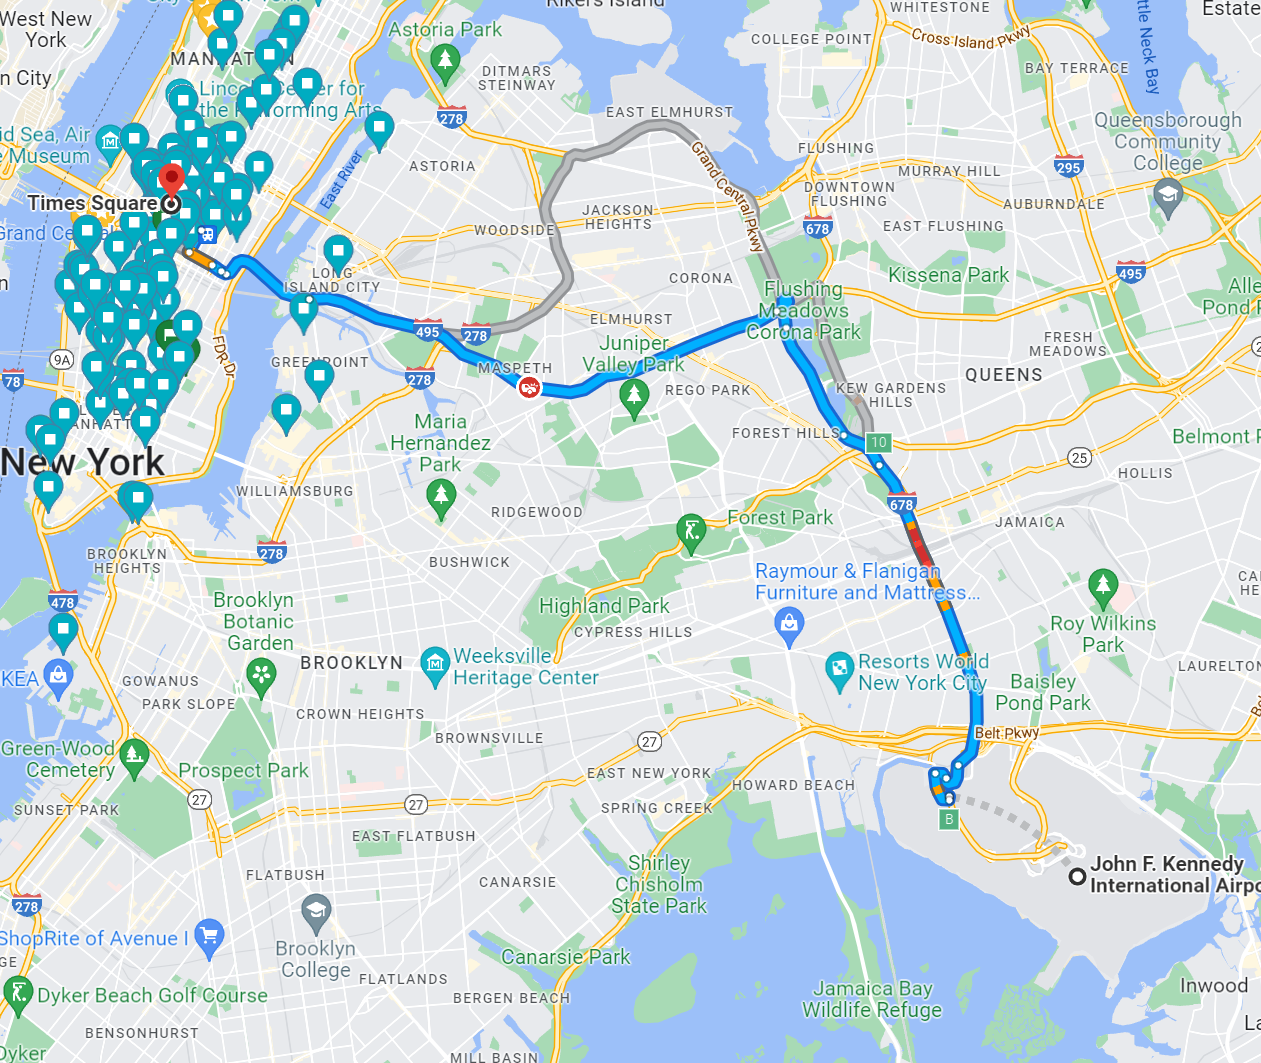 Rikers Island
WHITESTONE
Estate
West New
York
Astoria Park
COLLEGE POINT
Cross Island Pkwy
ttle Neck Bay
MANHATTAN
n City
DITMARS
STEINWAY
BAY TERRACE
Lincoln Center for
the Performing Arts
278
EAST ELMHURST
Queensborough
Community
College
id Sea, Air
e Museum
East River
ASTORIA
Grand Central Pkwy
FLUSHING
295
MURRAY HILL
DOWNTOWN
FLUSHING
Times Square
JACKSON
HEIGHTS
AUBURNDALE
Grand Cen
WOODSIDE
678
EAST FLUSHING
LONG
ISLAND CITY
CORONA
Kissena Park
495
Alle
Pond P
Flushing
Meadows
Corona Park
ELMHURST
495
278
FRESH
MEADOWS
2
Juniper
Valley Park
9A
FDR Dr
GREENPOINT
MASPETH
QUEENS
78
278
REGO PARK
KEW GARDENS
HILLS
MANHATT
Maria
Hernandez
Park
FOREST HILLS
10
Belmont P
New York
25
HOLLIS
WILLIAMSBURG
678
RIDGEWOOD
Forest Park
JAMAICA
BROOKLYN
HEIGHTS
278
BUSHWICK
Raymour & Flanigan
Furniture and Mattress...
CA
HE
478
Brooklyn
Botanic
Garden
Highland Park
CYPRESS HILLS
Roy Wilkins
Park
BROOKLYN
Weeksville
Heritage Center
Resorts World
New York City
LAURELTON
KEA
GOWANUS
PARK SLOPE
Baisley
Pond Park
CROWN HEIGHTS
BROWNSVILLE
27
Belt Pkwy
Green-Wood
Cemetery
Prospect Park
EAST NEW YORK
HOWARD BEACH
27
27
SPRING CREEK
SUNSET PARK
B
EAST FLATBUSH
FLATBUSH
CANARSIE
Shirley
Chisholm
State Park
John F. Kennedy
International Airpo
278
ShopRite of Avenue I
Brooklyn
College
Canarsie Park
GE
FLATLANDS
Dyker Beach Golf Course
BERGEN BEACH
Jamaica Bay
Wildlife Refuge
Inwood
BENSONHURST
La
Dyker
MILL BASIN